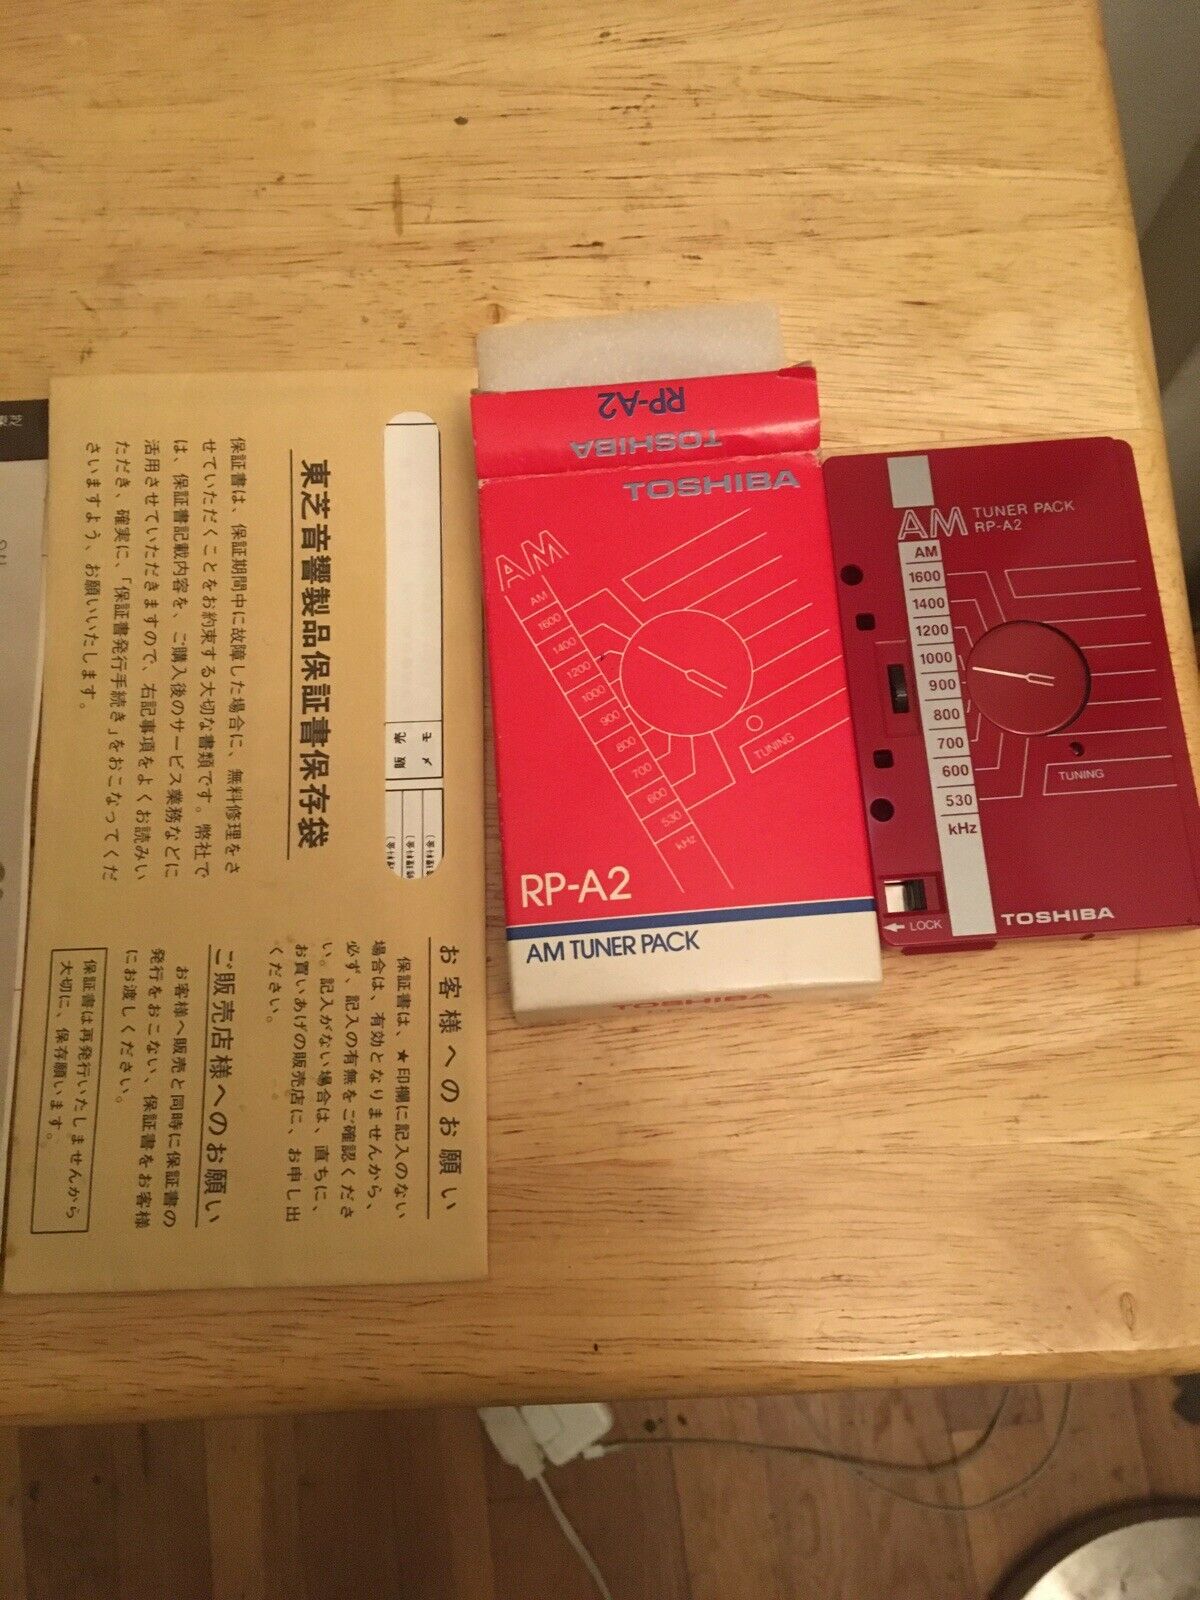 東芝音響製品保証書保存袋
保証書は、保証期間中に故障した場合に、無料修理をさ
せていただくことをお約束する大切な書類です。幣社で
は、保証書記載内容を、ご購入後のサービス業務などに
活用させていただきますので、右記事項をよくお読みい
ただき、確実に、「保証書発行手続き」をおこなってくだ
さいますよう、お願いいたします。
販売
メモ
お客様へのお願い
保証書は、★印欄に記入のない
場合は、有効となりませんから、
必ず、記入の有無をご確認くださ
い。記入がない場合は、直ちに、
お買いあげの販売店に、お申し出
ください。
ご販売店様へのお願い
お客様へ販売と同時に保証書の
発行をおこない、保証書をお客様
にお渡しください。
保証書は再発行いたしませんから
大切に、保存願います。
RP-A2
TOSHIBA
TOSHIBA
AM
AM
1600
1400
1200
1000
900
800
700
600
530
kHz
TUNING
RP-A2
AM TUNER PACK
TOSHIBA
AM TUNER PACK
RP-A2
AM
1600
1400
1200
1000
900
800
700
600
530
kHz
TUNING
LOCK
TOSHIBA